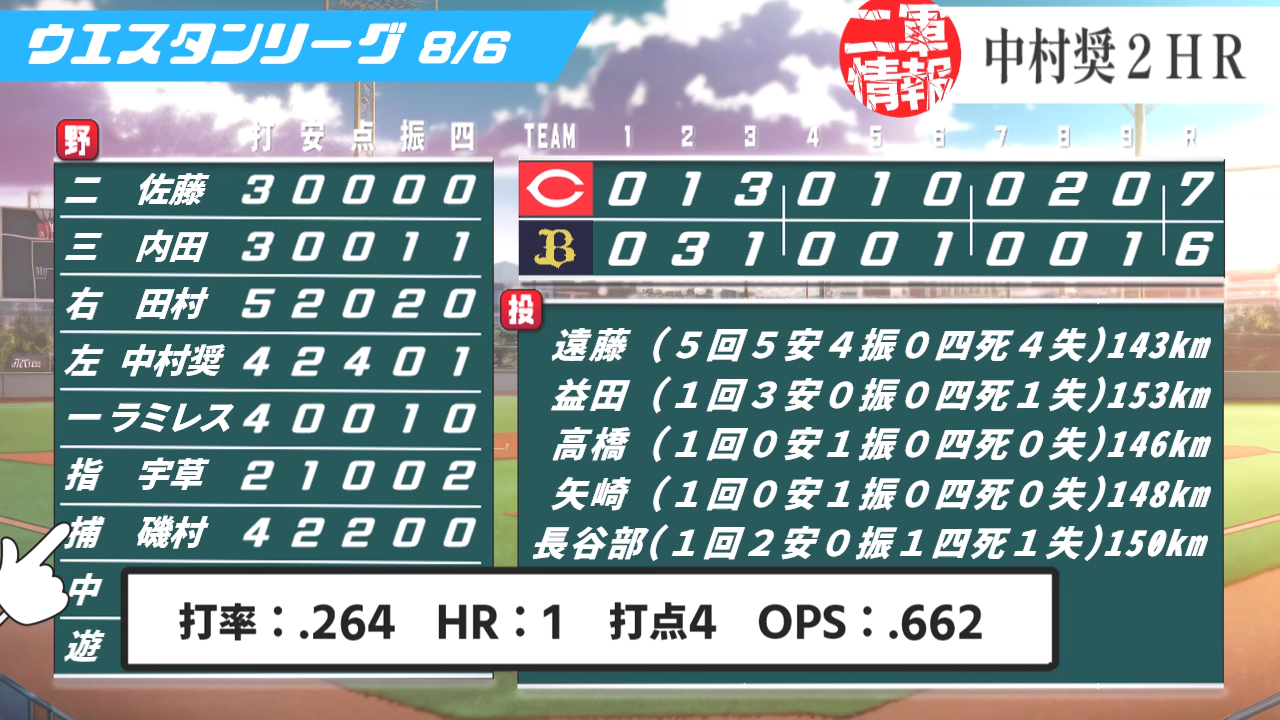 ウエスタンリーグ 8/6
二軍情報
中村奨２HR
野 打 安 点 振 四
二 佐藤 3 0 0 0 0
三 内田 3 0 0 1 1
右 田村 5 2 0 2 0
左 中村奨 4 2 4 0 1
一 ラミレス 4 0 0 1 0
指 宇草 2 1 0 0 2
捕 磯村 4 2 2 0 0
中
遊
TEAM 1 2 3 4 5 6 7 8 9 R
C 0 1 3 0 1 0 0 2 0 7
B 0 3 1 0 0 1 0 0 1 6
投
遠藤（５回５安４振０四死４失)143km
益田（１回３安０振０四死１失)153km
高橋（１回０安１振０四死０失)146km
矢崎（１回０安１振０四死０失)148km
長谷部(１回２安０振１四死１失)150km
打率：.264 HR：1 打点4 OPS：.662